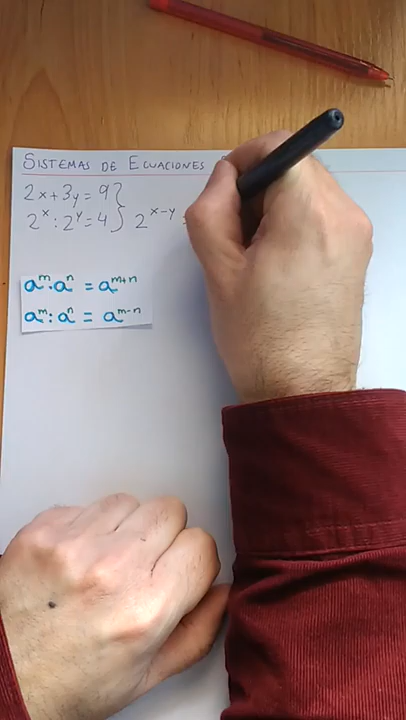 SISTEMAS DE ECUACIONES
2x+3y=9}
2^x:2^y=4} 2^{x-y}
a^m·a^n=a^{m+n}
a^m:a^n=a^{m-n}